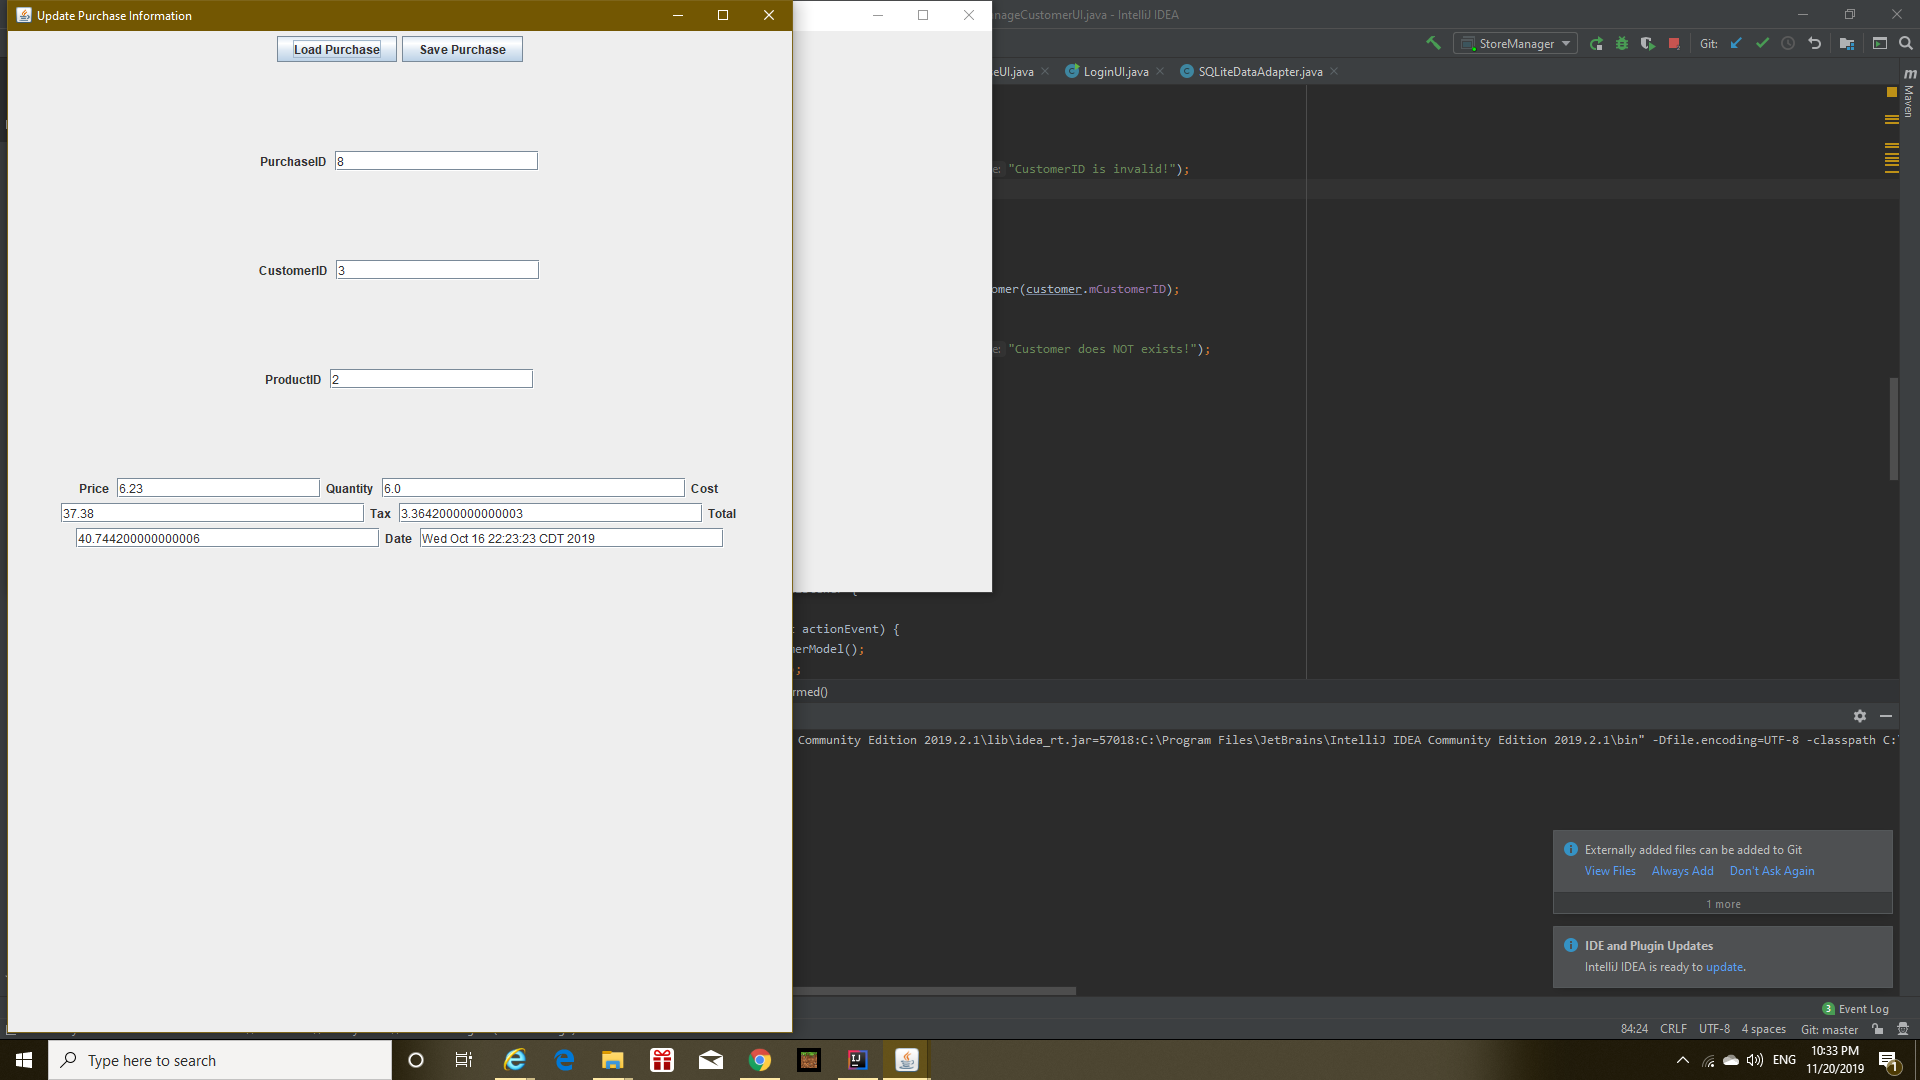 Update Purchase Information
Load Purchase Save Purchase
PurchaseID 8
CustomerID 3
ProductID 2
Price 6.23 Quantity 6.0 Cost
37.38 Tax 3.3642000000000003 Total
40.744200000000006 Date Wed Oct 16 22:23:23 CDT 2019
nageCustomerUI.java - IntelliJ IDEA
StoreManager Git:
eUI.java LoginUI.java SQLiteDataAdapter.java
m Maven
e: "CustomerID is invalid!");
omer(customer.mCustomerID);
e: "Customer does NOT exists!");
actionEvent) {
erModel();
;
rmed()
Community Edition 2019.2.1\lib\idea_rt.jar=57018:C:\Program Files\JetBrains\IntelliJ IDEA Community Edition 2019.2.1\bin" -Dfile.encoding=UTF-8 -classpath C:
Externally added files can be added to Git
View Files Always Add Don't Ask Again
1 more
IDE and Plugin Updates
IntelliJ IDEA is ready to update.
3 Event Log
84:24 CRLF UTF-8 4 spaces Git: master
Type here to search
ENG
10:33 PM
11/20/2019
1